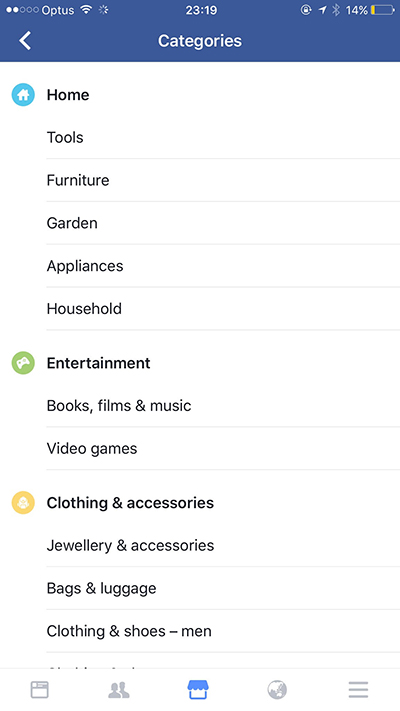 Optus 23:19 14%
Categories
Home
Tools
Furniture
Garden
Appliances
Household
Entertainment
Books, films & music
Video games
Clothing & accessories
Jewellery & accessories
Bags & luggage
Clothing & shoes – men